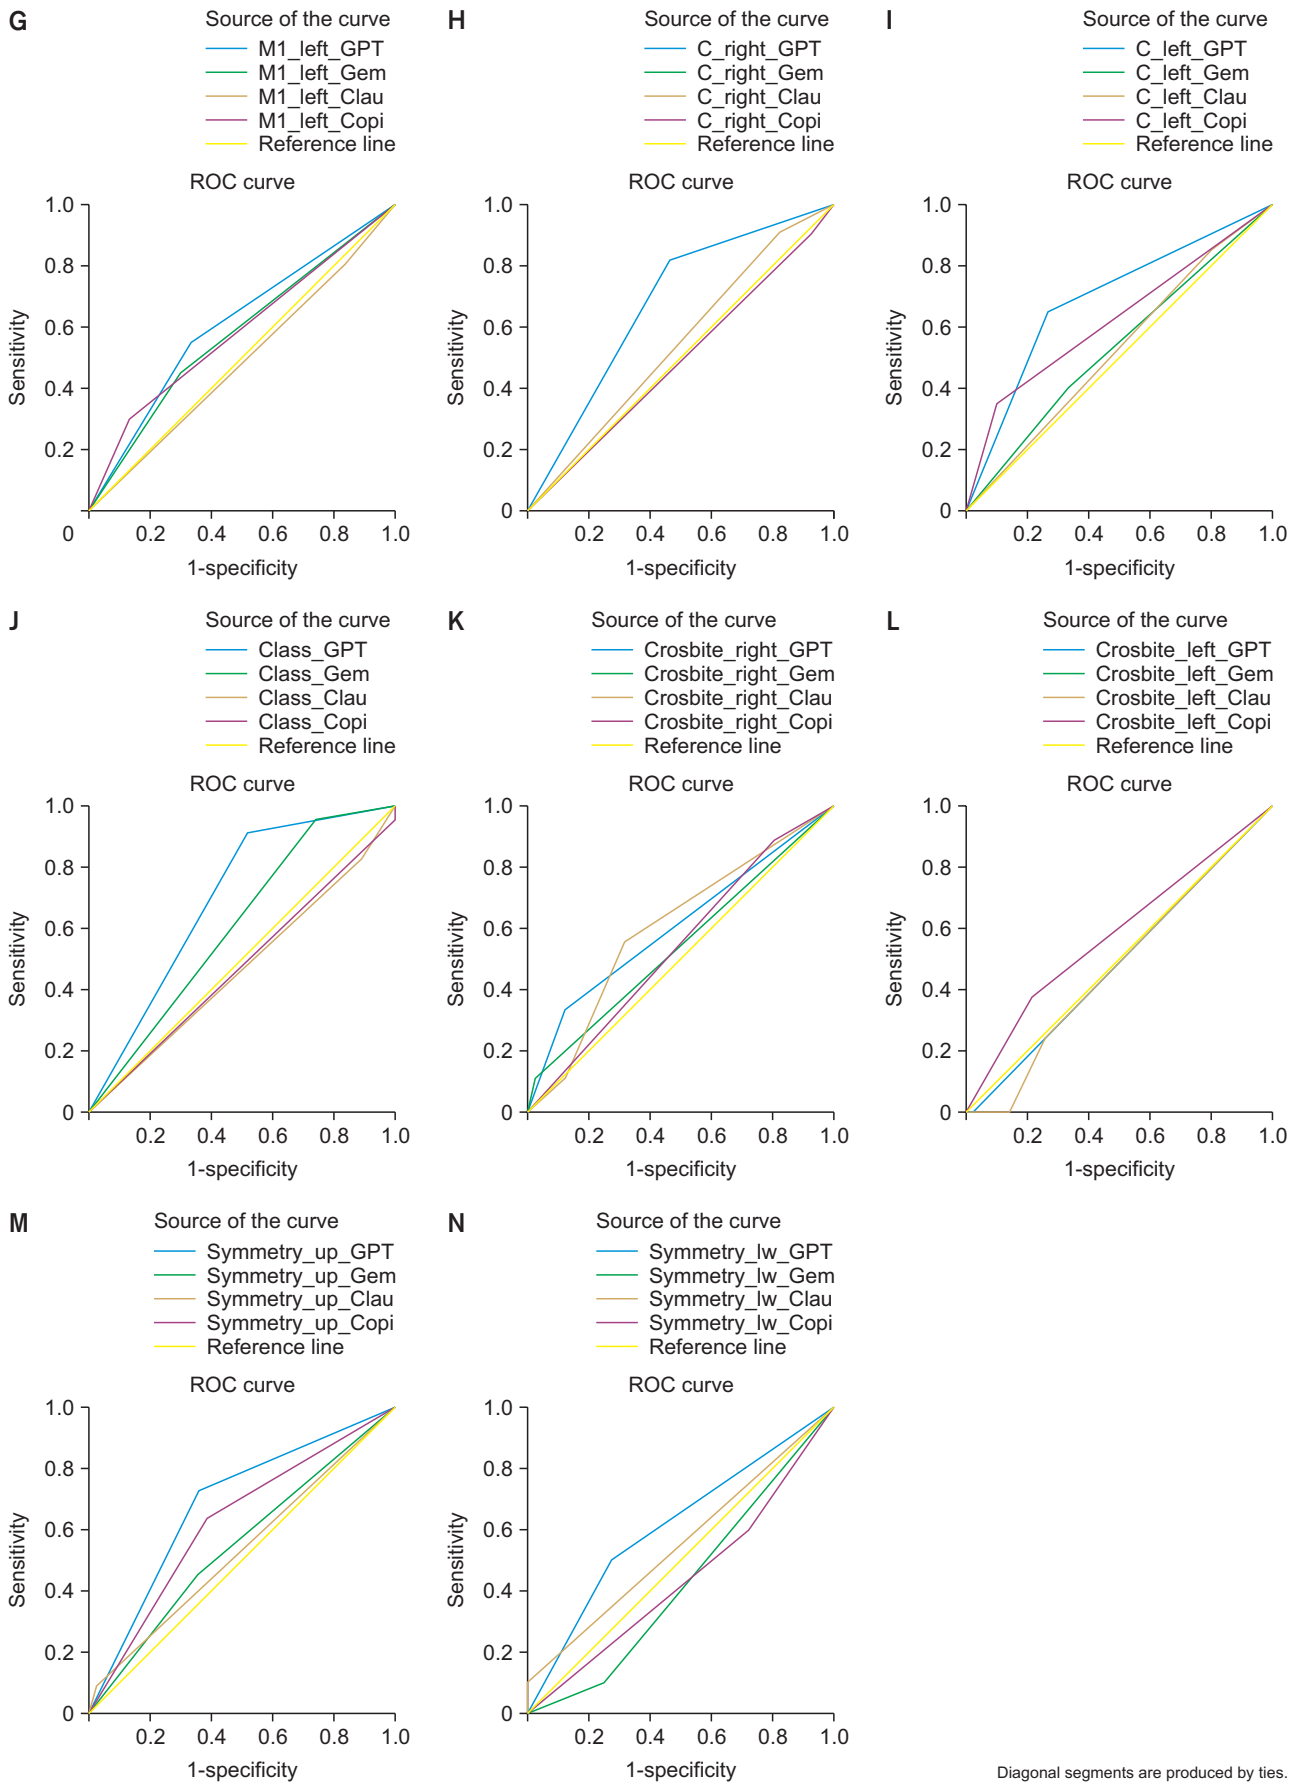 G
Source of the curve
M1_left_GPT
M1_left_Gem
M1_left_Clau
M1_left_Copi
Reference line
ROC curve
1.0
0.8
0.6
0.4
0.2
0
0.2 0.4 0.6 0.8 1.0
Sensitivity
1-specificity
H
Source of the curve
C_right_GPT
C_right_Gem
C_right_Clau
C_right_Copi
Reference line
ROC curve
1.0
0.8
0.6
0.4
0.2
0
0.2 0.4 0.6 0.8 1.0
Sensitivity
1-specificity
I
Source of the curve
C_left_GPT
C_left_Gem
C_left_Clau
C_left_Copi
Reference line
ROC curve
1.0
0.8
0.6
0.4
0.2
0
0.2 0.4 0.6 0.8 1.0
Sensitivity
1-specificity
J
Source of the curve
Class_GPT
Class_Gem
Class_Clau
Class_Copi
Reference line
ROC curve
1.0
0.8
0.6
0.4
0.2
0
0.2 0.4 0.6 0.8 1.0
Sensitivity
1-specificity
K
Source of the curve
Crosbite_right_GPT
Crosbite_right_Gem
Crosbite_right_Clau
Crosbite_right_Copi
Reference line
ROC curve
1.0
0.8
0.6
0.4
0.2
0
0.2 0.4 0.6 0.8 1.0
Sensitivity
1-specificity
L
Source of the curve
Crosbite_left_GPT
Crosbite_left_Gem
Crosbite_left_Clau
Crosbite_left_Copi
Reference line
ROC curve
1.0
0.8
0.6
0.4
0.2
0
0.2 0.4 0.6 0.8 1.0
Sensitivity
1-specificity
M
Source of the curve
Symmetry_up_GPT
Symmetry_up_Gem
Symmetry_up_Clau
Symmetry_up_Copi
Reference line
ROC curve
1.0
0.8
0.6
0.4
0.2
0
0.2 0.4 0.6 0.8 1.0
Sensitivity
1-specificity
N
Source of the curve
Symmetry_lw_GPT
Symmetry_lw_Gem
Symmetry_lw_Clau
Symmetry_lw_Copi
Reference line
ROC curve
1.0
0.8
0.6
0.4
0.2
0
0.2 0.4 0.6 0.8 1.0
Sensitivity
1-specificity
Diagonal segments are produced by ties.